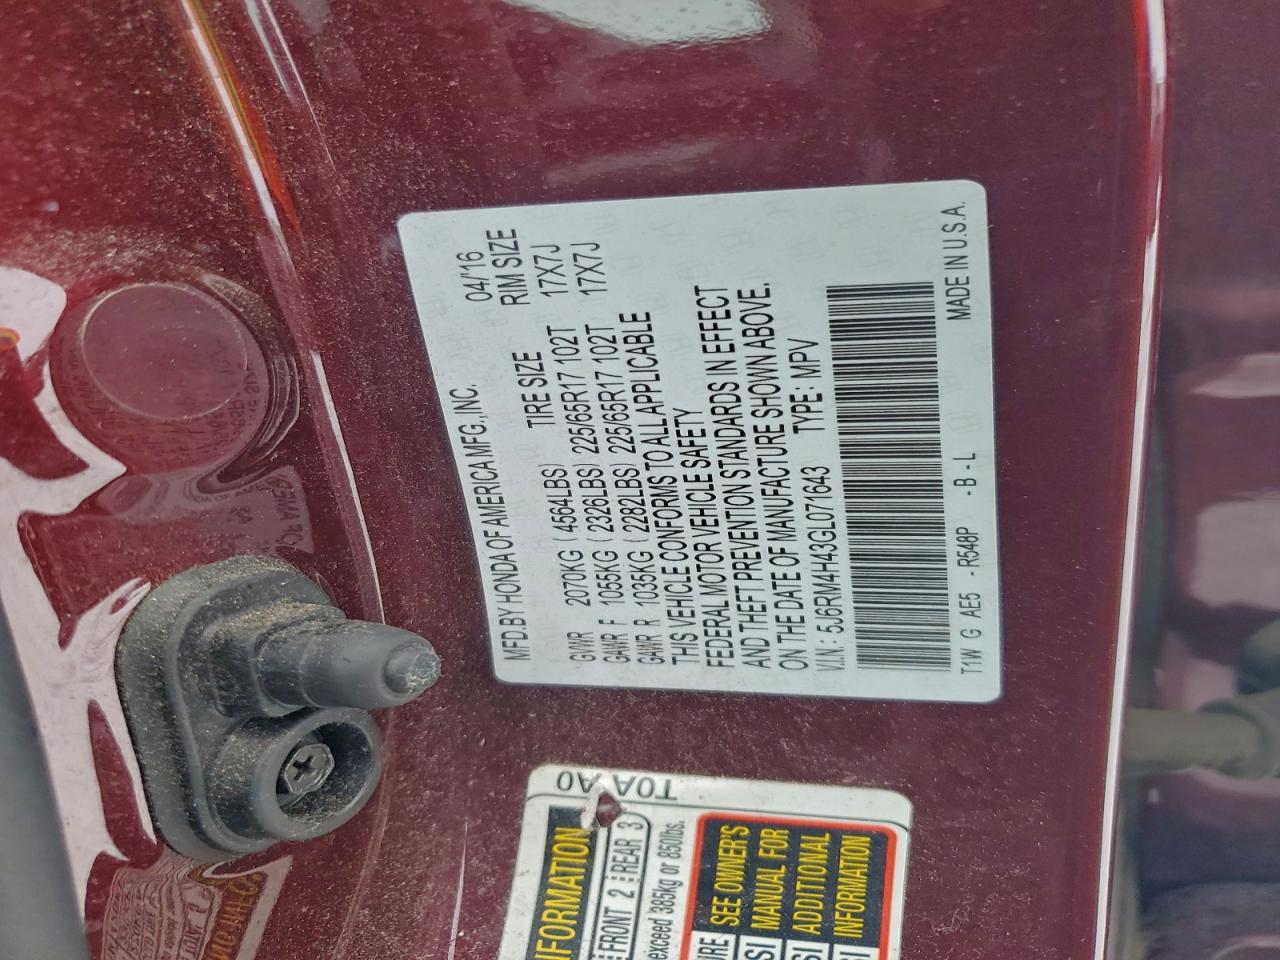 MFD.BY HONDA OF AMERICA MFG.,INC. 04/16
TIRE SIZE RIM SIZE
GVWR 2070KG ( 4564LBS)
GAWR F 1055KG ( 2326LBS) 225/65R17 102T 17X7J
GAWR R 1035KG ( 2282LBS) 225/65R17 102T 17X7J
THIS VEHICLE CONFORMS TO ALL APPLICABLE
FEDERAL MOTOR VEHICLE SAFETY
AND THEFT PREVENTION STANDARDS IN EFFECT
ON THE DATE OF MANUFACTURE SHOWN ABOVE.
V.I.N.: 5J6RM4H43GL071643 TYPE: MPV
T1W G AE5 -R548P -B-L MADE IN U.S.A.
T0A A0
FORMATION
FRONT 2 REAR 3
exceed 385kg or 850lbs.
SEE OWNER'S
MANUAL FOR
ADDITIONAL
INFORMATION